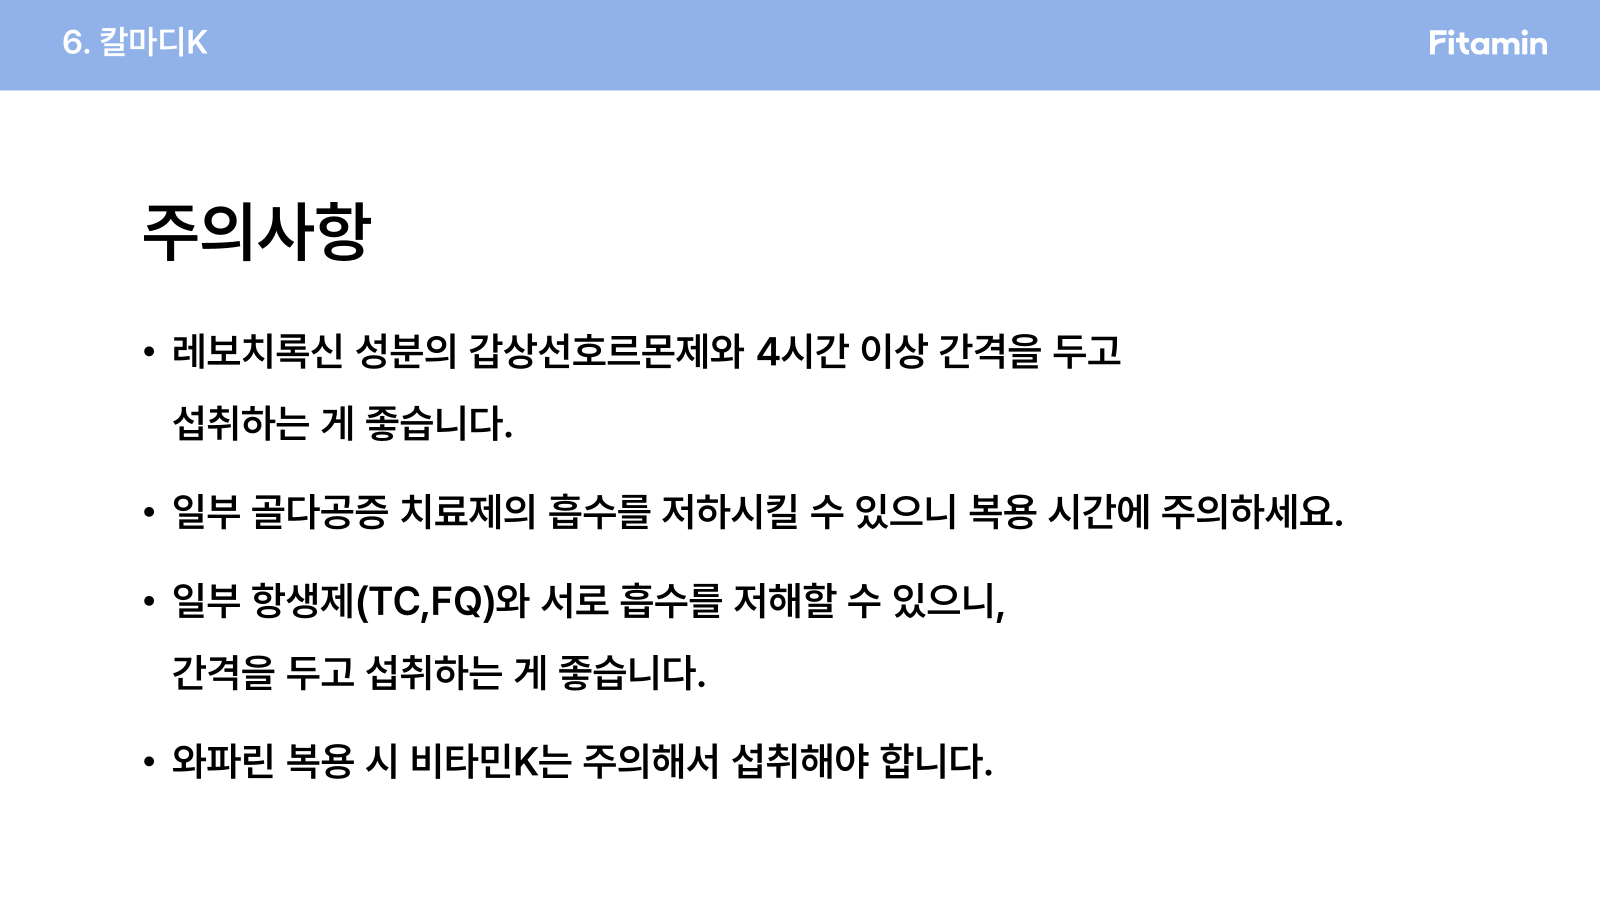 6. 칼마디K
Fitamin
주의사항
• 레보치록신 성분의 갑상선호르몬제와 4시간 이상 간격을 두고
섭취하는 게 좋습니다.
• 일부 골다공증 치료제의 흡수를 저하시킬 수 있으니 복용 시간에 주의하세요.
• 일부 항생제(TC,FQ)와 서로 흡수를 저해할 수 있으니,
간격을 두고 섭취하는 게 좋습니다.
• 와파린 복용 시 비타민K는 주의해서 섭취해야 합니다.